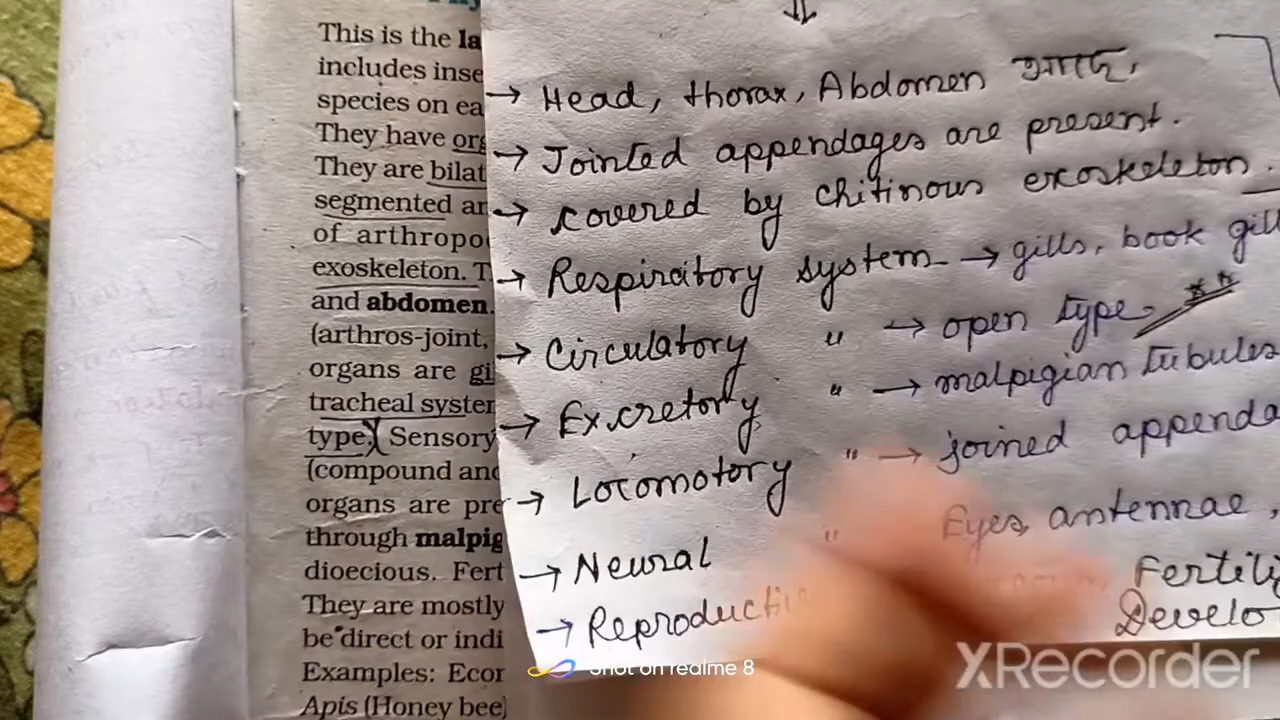 This is the la
includes inse
species on ea
They have org
They are bilat
segmented an
of arthropo
exoskeleton. T
and abdomen.
(arthros-joint,
organs are gi
tracheal syster
type. Sensory
(compound and
organs are pre
through malpig
dioecious. Fert
They are mostly
be direct or indi
Examples: Econ
Apis (Honey bee)
→ Head, thorax, Abdomen
→ Jointed appendages are present.
→ covered by chitinous exoskeleton.
→ Respiratory system → gills, book gill
→ Circulatory " → open type.
→ Excretory " → malpigian tubules
→ Locomotory " → joined appenda
→ Neural " Eyes, antennae,
→ Reproductive Fertili
Develo
Shot on realme 8
XRecorder